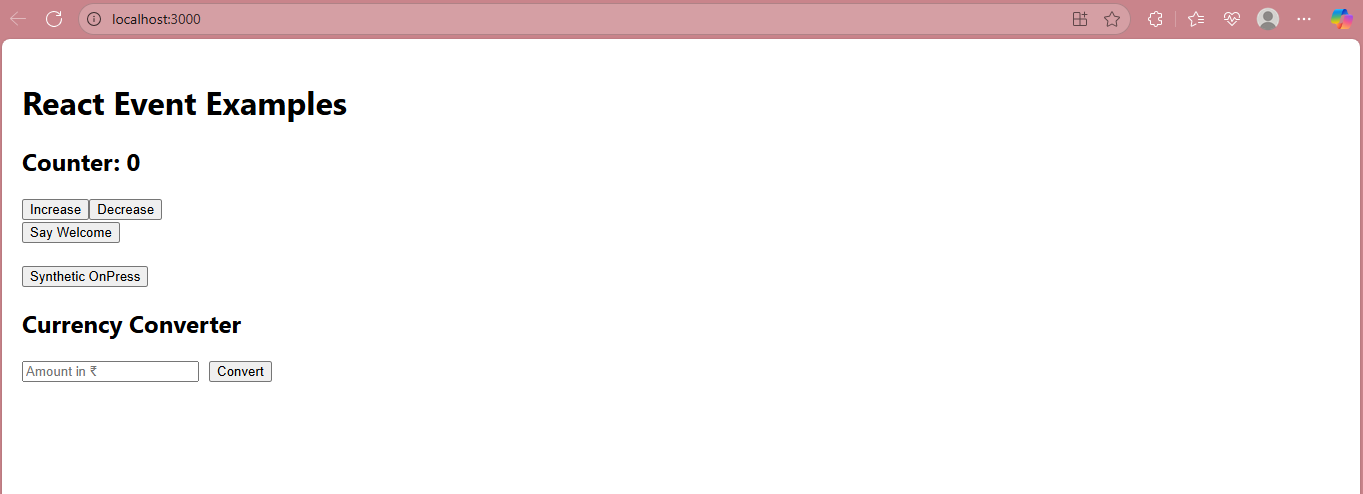 localhost:3000
React Event Examples
Counter: 0
Increase Decrease
Say Welcome
Synthetic OnPress
Currency Converter
Amount in ₹ Convert